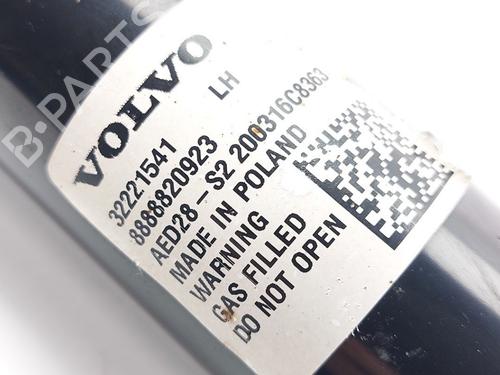 VOLVO
LH
32221541
8888820923
AED28 - S2 200316C8363
MADE IN POLAND
WARNING
GAS FILLED
DO NOT OPEN
B-PARTS